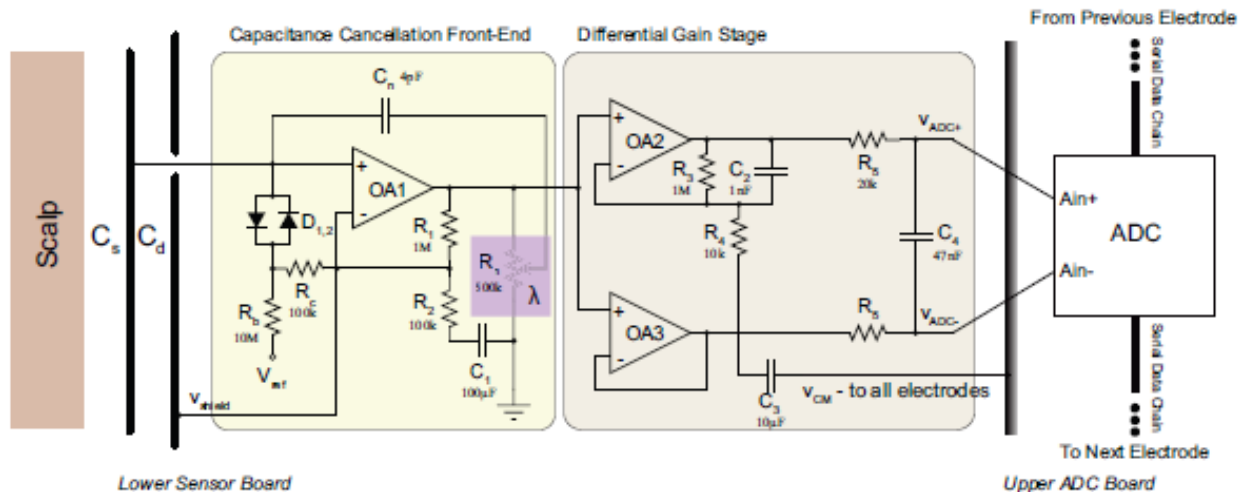 From Previous Electrode
Capacitance Cancellation Front-End
Differential Gain Stage
Serial Data Chain
Cn 4pF
Scalp
Cs
Cd
+
-
OA1
D1,2
R1
1M
Rc
100k
Rb
10M
Vref
R2
100k
C1
100µF
500k
λ
vshield
+
-
OA2
R3
1M
C2
1nF
R4
10k
+
-
OA3
R5
20k
R5
C4
47nF
C3
10µF
vADC+
vADC-
vCM - to all electrodes
Ain+
ADC
Ain-
Serial Data Chain
To Next Electrode
Lower Sensor Board
Upper ADC Board